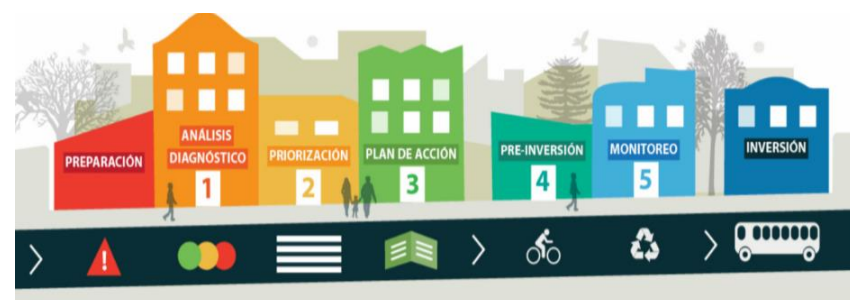 PREPARACIÓN
ANÁLISIS
DIAGNÓSTICO
1
PRIORIZACIÓN
2
PLAN DE ACCIÓN
3
PRE-INVERSIÓN
4
MONITOREO
5
INVERSIÓN
!